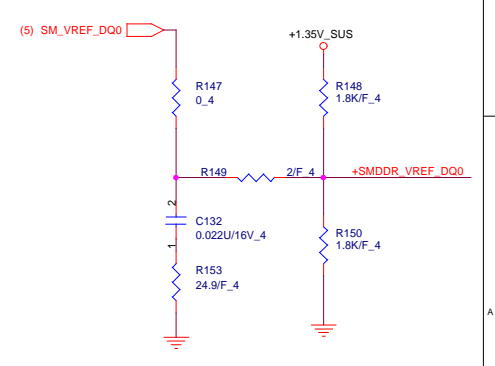 (5) SM_VREF_DQ0
+1.35V_SUS
R147
0_4
R148
1.8K/F_4
R149
2/F_4
+SMDDR_VREF_DQ0
2
C132
0.022U/16V_4
1
R150
1.8K/F_4
R153
24.9/F_4
A